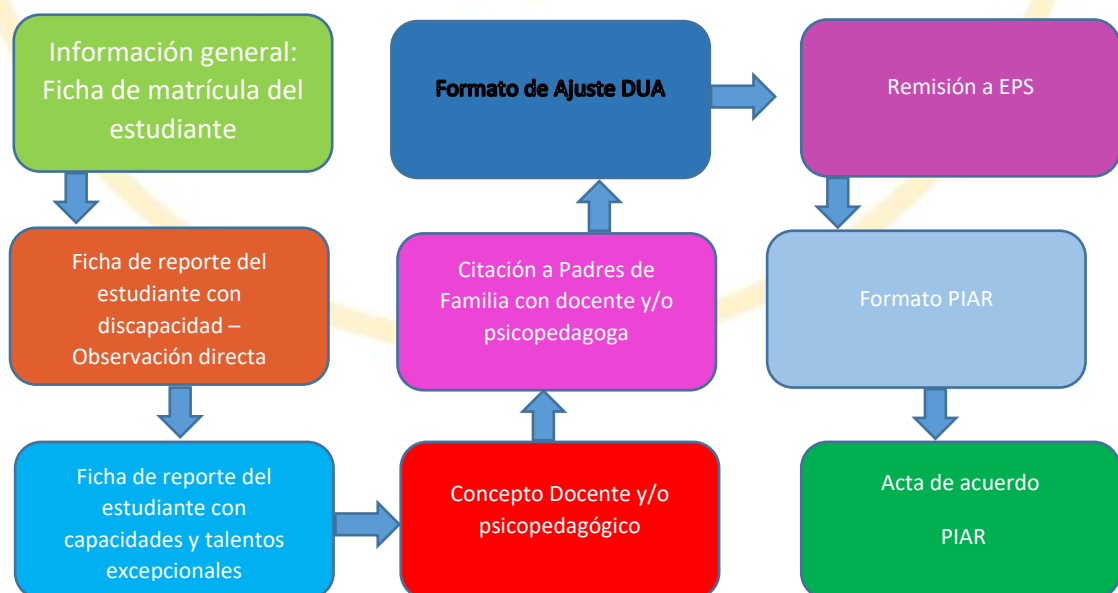 Información general:
Ficha de matrícula del
estudiante
Ficha de reporte del
estudiante con
discapacidad –
Observación directa
Ficha de reporte del
estudiante con
capacidades y talentos
excepcionales
Concepto Docente y/o
psicopedagógico
Citación a Padres de
Familia con docente y/o
psicopedagoga
Formato de Ajuste DUA
Remisión a EPS
Formato PIAR
Acta de acuerdo
PIAR